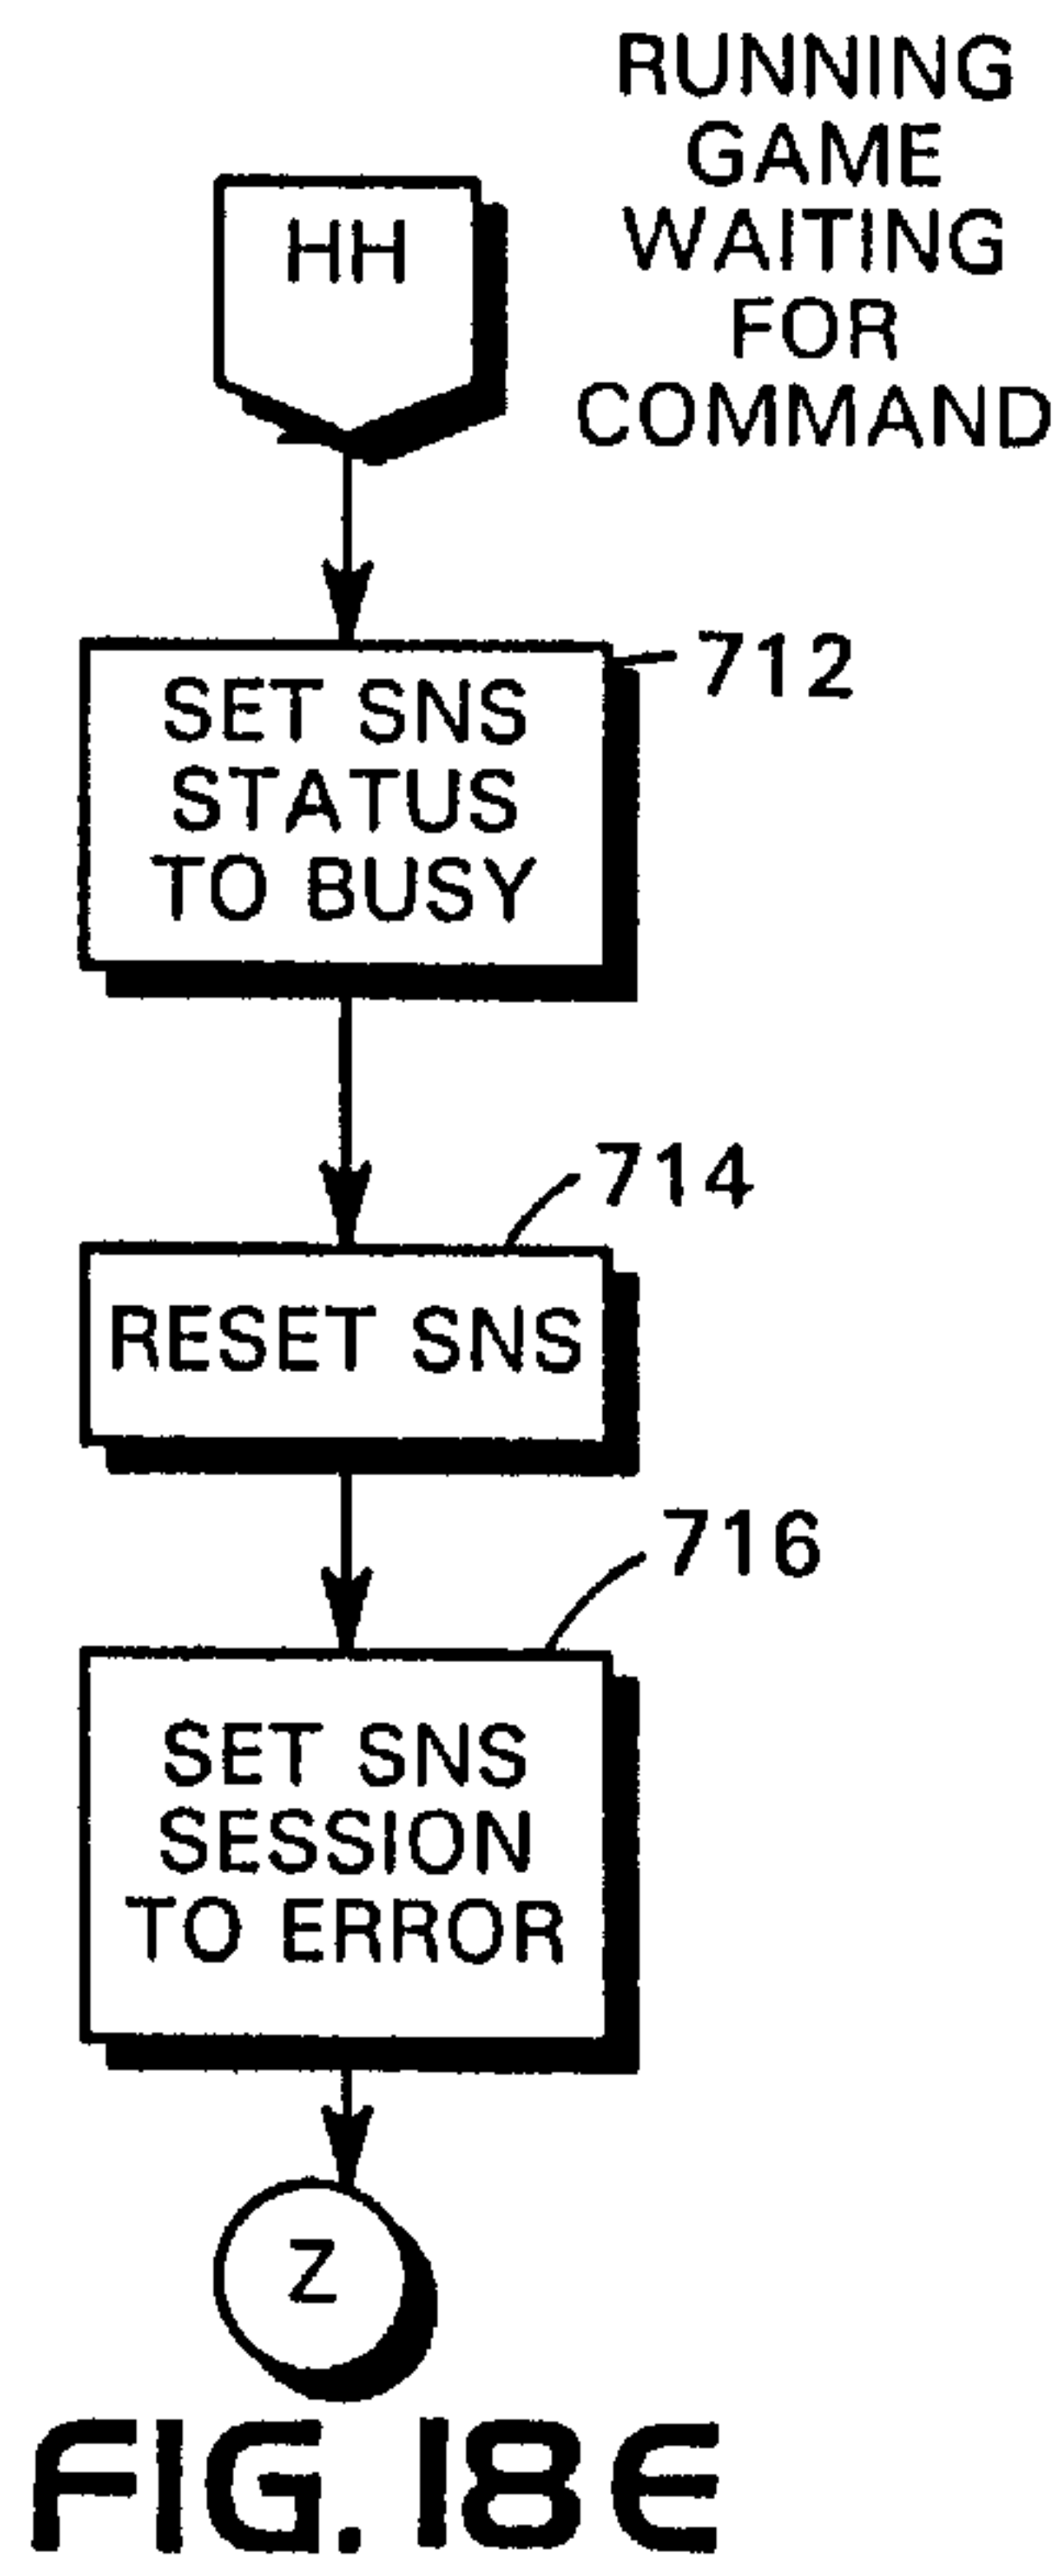 RUNNING
GAME
WAITING
FOR
COMMAND
HH
712
SET SNS
STATUS
TO BUSY
714
RESET SNS
716
SET SNS
SESSION
TO ERROR
Z
FIG. 18E